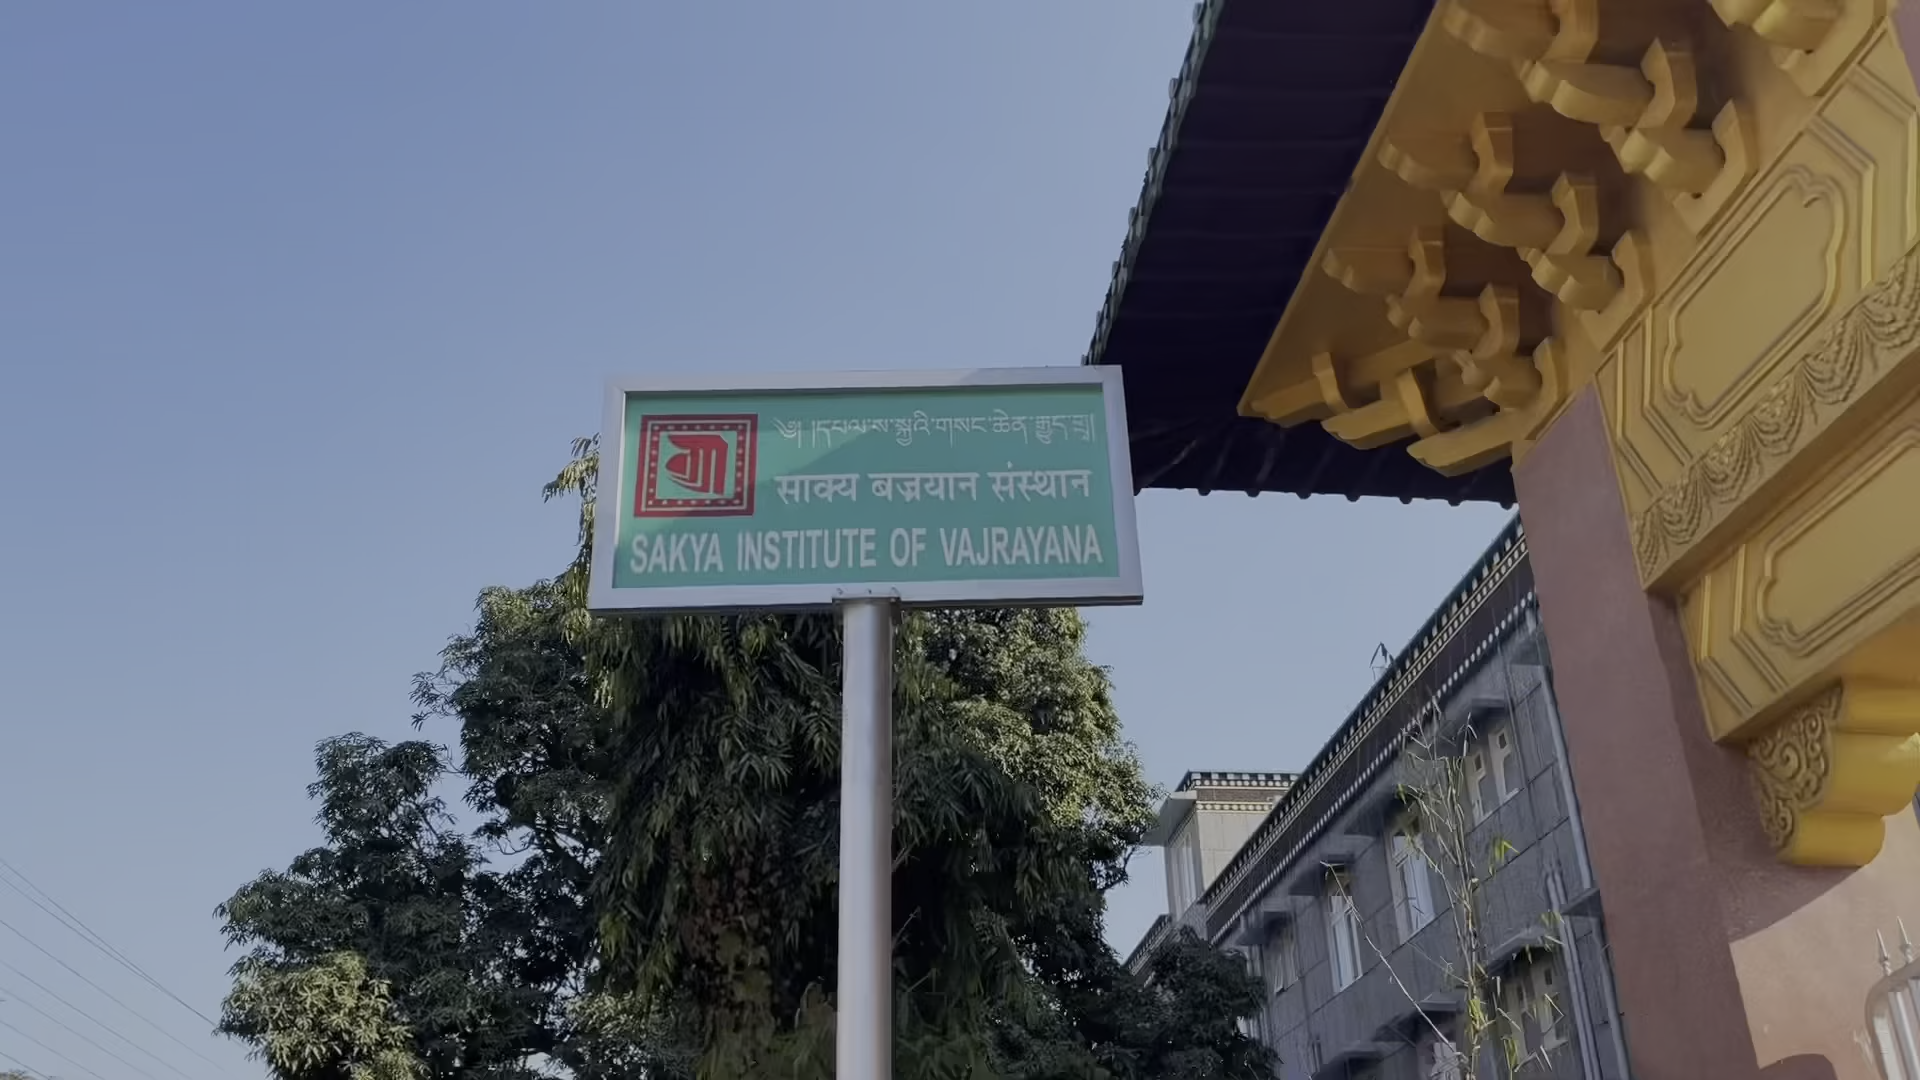 ༄༅། །དཔལ་ས་སྐྱའི་གསང་ཆེན་རྒྱུད་གྲྭ།
साक्य बज्रयान संस्थान
SAKYA INSTITUTE OF VAJRAYANA